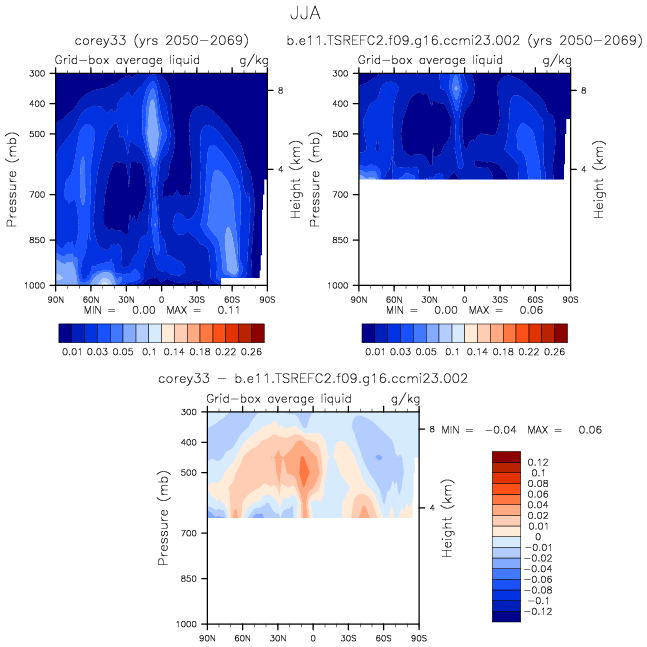 JJA
corey33 (yrs 2050-2069)
b.e11.TSREFC2.f09.g16.ccmi23.002 (yrs 2050-2069)
Grid-box average liquid g/kg
Grid-box average liquid g/kg
Pressure (mb)
300
400
500
700
850
1000
8
4
Height (km)
90N 60N 30N 0 30S 60S 90S
MIN = 0.00 MAX = 0.11
0.01 0.03 0.05 0.1 0.14 0.18 0.22 0.26
Pressure (mb)
300
400
500
700
850
1000
8
4
Height (km)
90N 60N 30N 0 30S 60S 90S
MIN = 0.00 MAX = 0.06
0.01 0.03 0.05 0.1 0.14 0.18 0.22 0.26
corey33 - b.e11.TSREFC2.f09.g16.ccmi23.002
Grid-box average liquid g/kg
Pressure (mb)
300
400
500
700
850
1000
8
4
Height (km)
90N 60N 30N 0 30S 60S 90S
MIN = -0.04 MAX = 0.06
0.12
0.1
0.08
0.06
0.04
0.02
0.01
0
-0.01
-0.02
-0.04
-0.06
-0.08
-0.1
-0.12